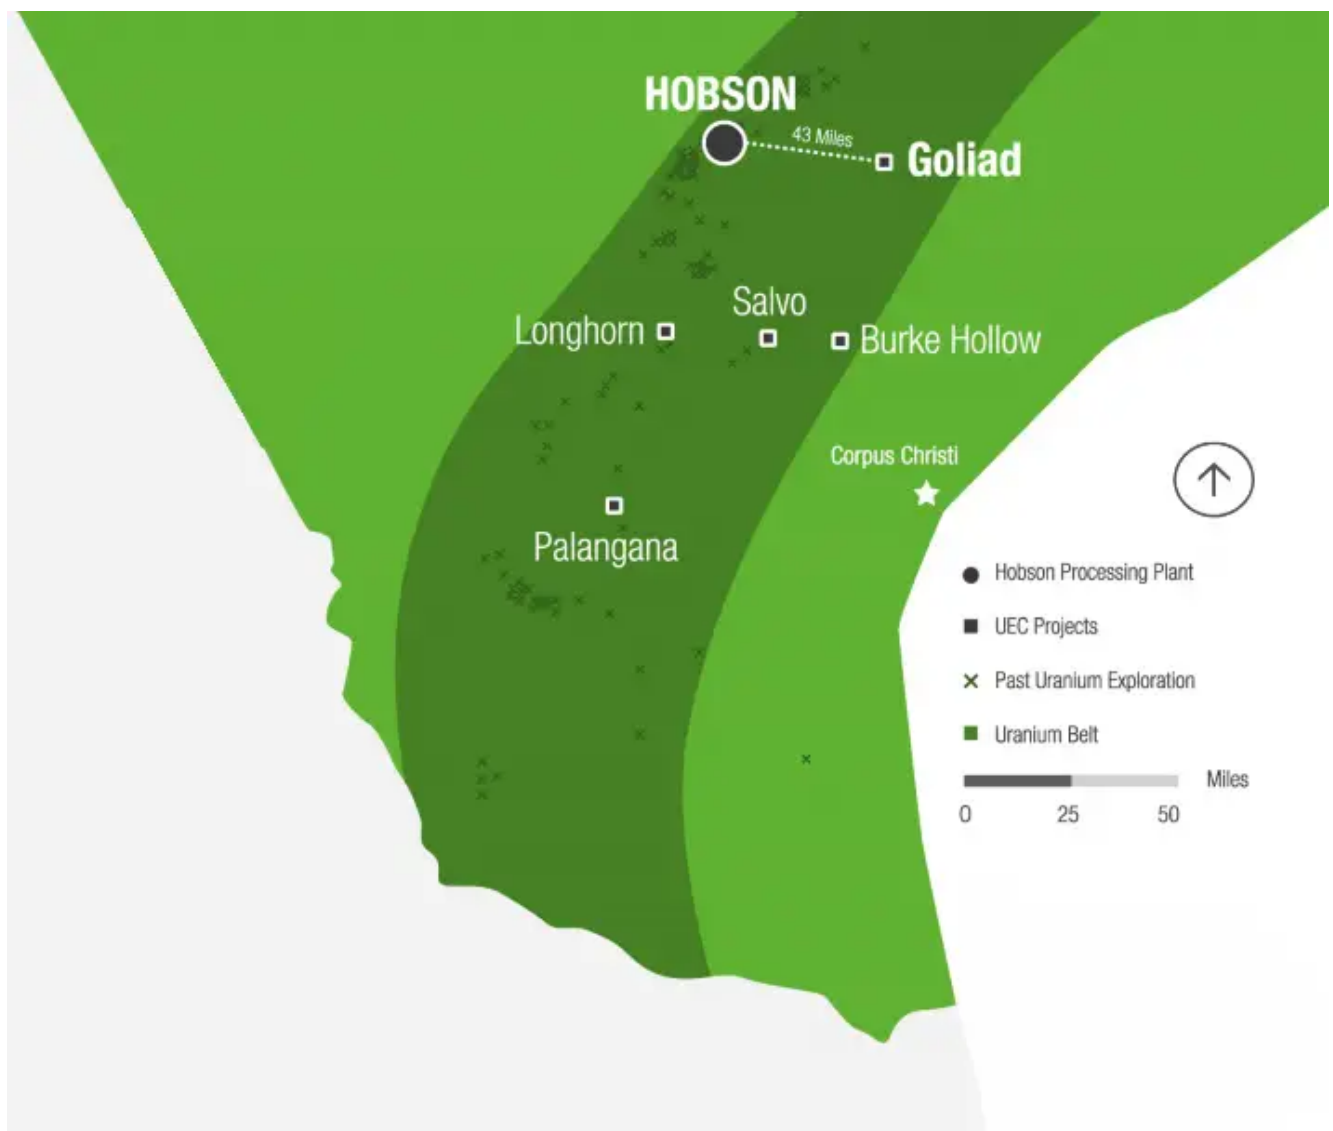 HOBSON
43 Miles
Goliad
Salvo
Longhorn
Burke Hollow
Corpus Christi
Palangana
Hobson Processing Plant
UEC Projects
Past Uranium Exploration
Uranium Belt
Miles
0 25 50